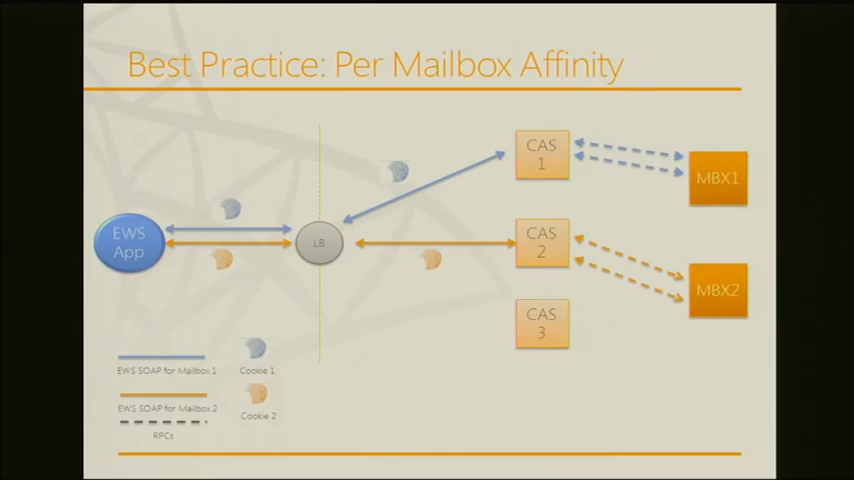 Best Practice: Per Mailbox Affinity
CAS
1
MBX1
EWS
App
LB
CAS
2
MBX2
CAS
3
EWS SOAP for Mailbox 1
Cookie 1
EWS SOAP for Mailbox 2
Cookie 2
RPCs